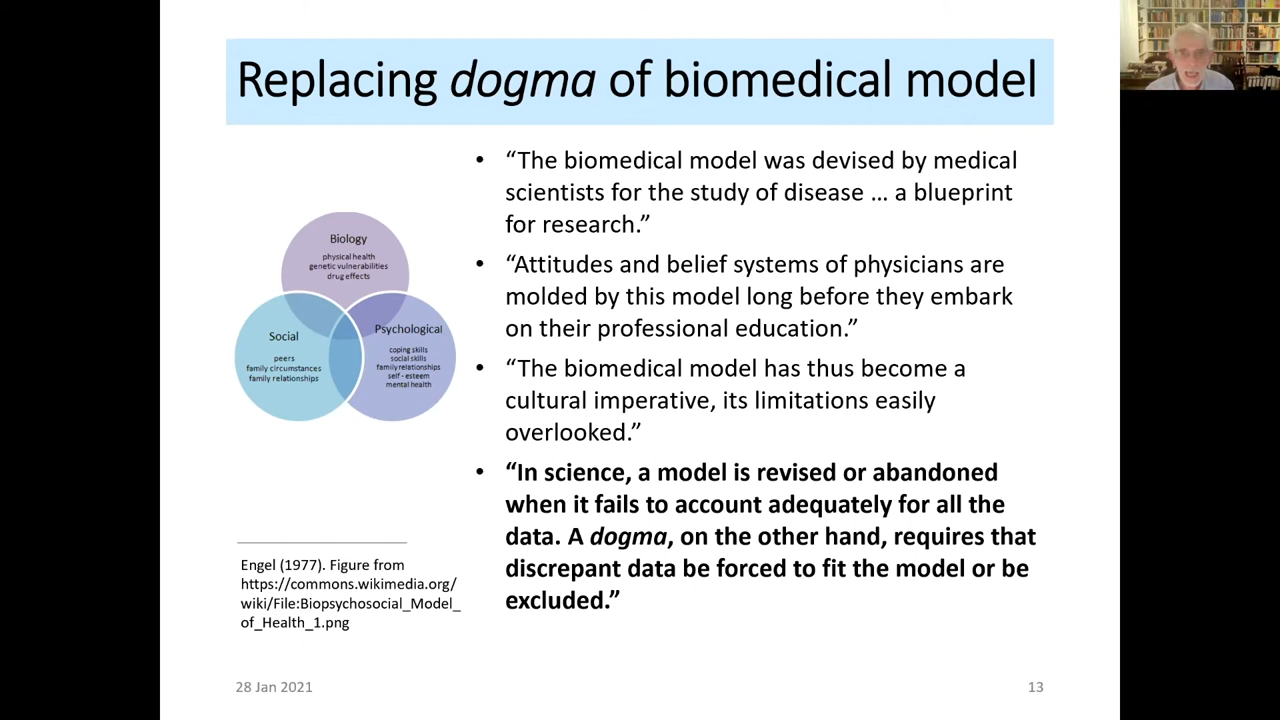 Replacing dogma of biomedical model
• “The biomedical model was devised by medical
scientists for the study of disease … a blueprint
for research.”
• “Attitudes and belief systems of physicians are
molded by this model long before they embark
on their professional education.”
• “The biomedical model has thus become a
cultural imperative, its limitations easily
overlooked.”
• “In science, a model is revised or abandoned
when it fails to account adequately for all the
data. A dogma, on the other hand, requires that
discrepant data be forced to fit the model or be
excluded.”
Biology
physical health
genetic vulnerabilities
drug effects
Social
peers
family circumstances
family relationships
Psychological
coping skills
social skills
family relationships
self - esteem
mental health
Engel (1977). Figure from
https://commons.wikimedia.org/
wiki/File:Biopsychosocial_Model_
of_Health_1.png
28 Jan 2021
13